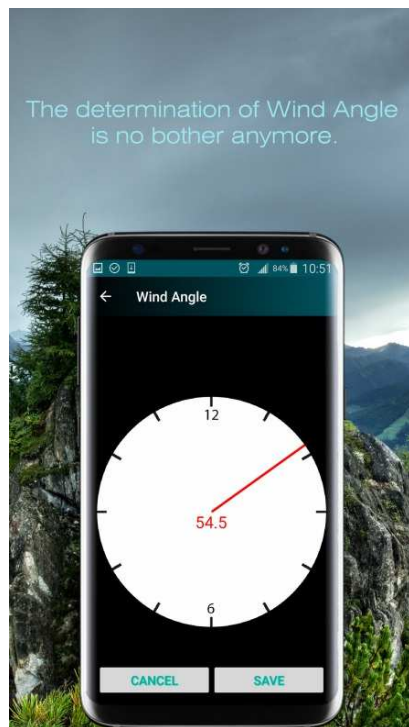 The determination of Wind Angle
is no bother anymore.
84% 10:51
Wind Angle
12
54.5
6
CANCEL SAVE